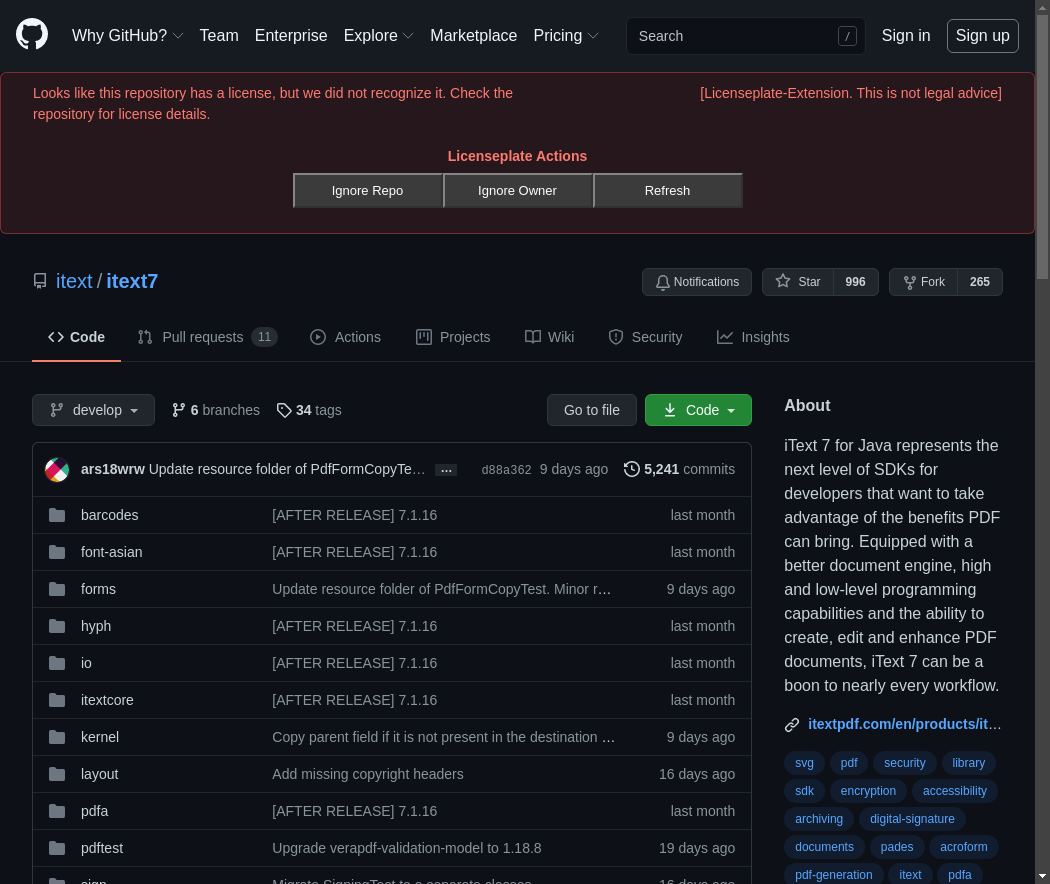 Why GitHub? Team Enterprise Explore Marketplace Pricing Search / Sign in Sign up
Looks like this repository has a license, but we did not recognize it. Check the
repository for license details.
[Licenseplate-Extension. This is not legal advice]
Licenseplate Actions
Ignore Repo Ignore Owner Refresh
itext / itext7
Notifications Star 996 Fork 265
Code Pull requests 11 Actions Projects Wiki Security Insights
develop 6 branches 34 tags Go to file Code
ars18wrw Update resource folder of PdfFormCopyTe… … d88a362 9 days ago 5,241 commits
barcodes [AFTER RELEASE] 7.1.16 last month
font-asian [AFTER RELEASE] 7.1.16 last month
forms Update resource folder of PdfFormCopyTest. Minor r… 9 days ago
hyph [AFTER RELEASE] 7.1.16 last month
io [AFTER RELEASE] 7.1.16 last month
itextcore [AFTER RELEASE] 7.1.16 last month
kernel Copy parent field if it is not present in the destination … 9 days ago
layout Add missing copyright headers 16 days ago
pdfa [AFTER RELEASE] 7.1.16 last month
pdftest Upgrade verapdf-validation-model to 1.18.8 19 days ago
sign Migrate SigningTest to a separate classes 16 days ago
About
iText 7 for Java represents the
next level of SDKs for
developers that want to take
advantage of the benefits PDF
can bring. Equipped with a
better document engine, high
and low-level programming
capabilities and the ability to
create, edit and enhance PDF
documents, iText 7 can be a
boon to nearly every workflow.
itextpdf.com/en/products/it…
svg pdf security library
sdk encryption accessibility
archiving digital-signature
documents pades acroform
pdf-generation itext pdfa